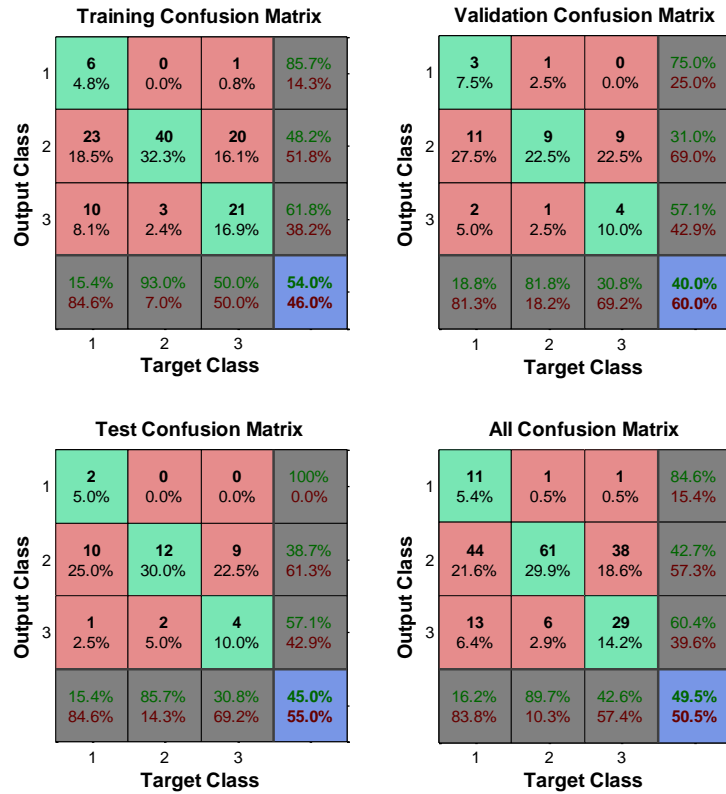 Training Confusion Matrix
6 0 1 85.7%
4.8% 0.0% 0.8% 14.3%
1
23 40 20 48.2%
18.5% 32.3% 16.1% 51.8%
2
10 3 21 61.8%
8.1% 2.4% 16.9% 38.2%
3
15.4% 93.0% 50.0% 54.0%
84.6% 7.0% 50.0% 46.0%
1 2 3
Target Class
Output Class
Validation Confusion Matrix
3 1 0 75.0%
7.5% 2.5% 0.0% 25.0%
1
11 9 9 31.0%
27.5% 22.5% 22.5% 69.0%
2
2 1 4 57.1%
5.0% 2.5% 10.0% 42.9%
3
18.8% 81.8% 30.8% 40.0%
81.3% 18.2% 69.2% 60.0%
1 2 3
Target Class
Output Class
Test Confusion Matrix
2 0 0 100%
5.0% 0.0% 0.0% 0.0%
1
10 12 9 38.7%
25.0% 30.0% 22.5% 61.3%
2
1 2 4 57.1%
2.5% 5.0% 10.0% 42.9%
3
15.4% 85.7% 30.8% 45.0%
84.6% 14.3% 69.2% 55.0%
1 2 3
Target Class
Output Class
All Confusion Matrix
11 1 1 84.6%
5.4% 0.5% 0.5% 15.4%
1
44 61 38 42.7%
21.6% 29.9% 18.6% 57.3%
2
13 6 29 60.4%
6.4% 2.9% 14.2% 39.6%
3
16.2% 89.7% 42.6% 49.5%
83.8% 10.3% 57.4% 50.5%
1 2 3
Target Class
Output Class